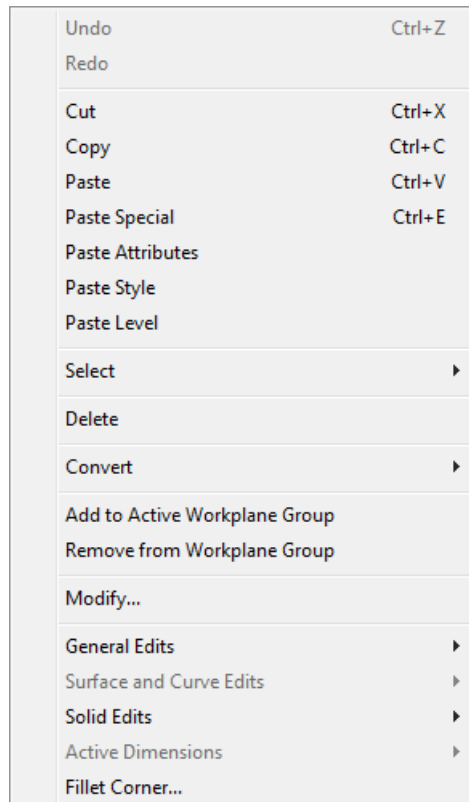 Undo Ctrl+Z
Redo
Cut Ctrl+X
Copy Ctrl+C
Paste Ctrl+V
Paste Special Ctrl+E
Paste Attributes
Paste Style
Paste Level
Select
Delete
Convert
Add to Active Workplane Group
Remove from Workplane Group
Modify...
General Edits
Surface and Curve Edits
Solid Edits
Active Dimensions
Fillet Corner...